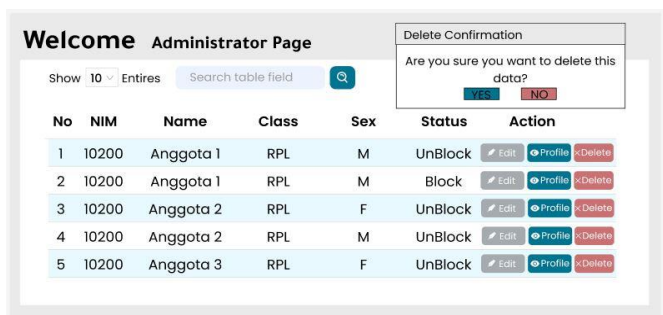 Welcome Administrator Page
Delete Confirmation
Are you sure you want to delete this
data?
YES NO
Show 10 Entires Search table field
No NIM Name Class Sex Status Action
1 10200 Anggota 1 RPL M UnBlock Edit Profile ×Delete
2 10200 Anggota 1 RPL M Block Edit Profile ×Delete
3 10200 Anggota 2 RPL F UnBlock Edit Profile ×Delete
4 10200 Anggota 2 RPL M UnBlock Edit Profile ×Delete
5 10200 Anggota 3 RPL F UnBlock Edit Profile ×Delete